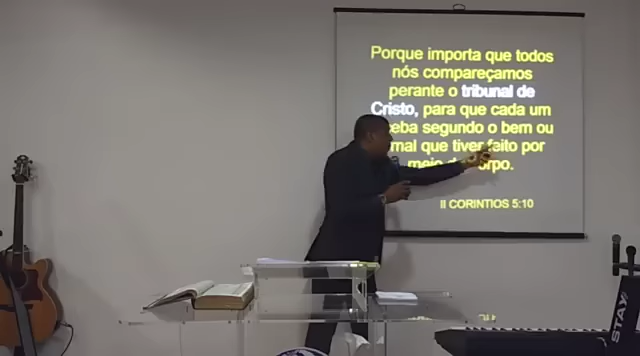 Porque importa que todos
nós compareçamos
perante o tribunal de
Cristo, para que cada um
segundo o bem ou
mal que tiver feito por
meio
II CORINTIOS 5:10
STAY